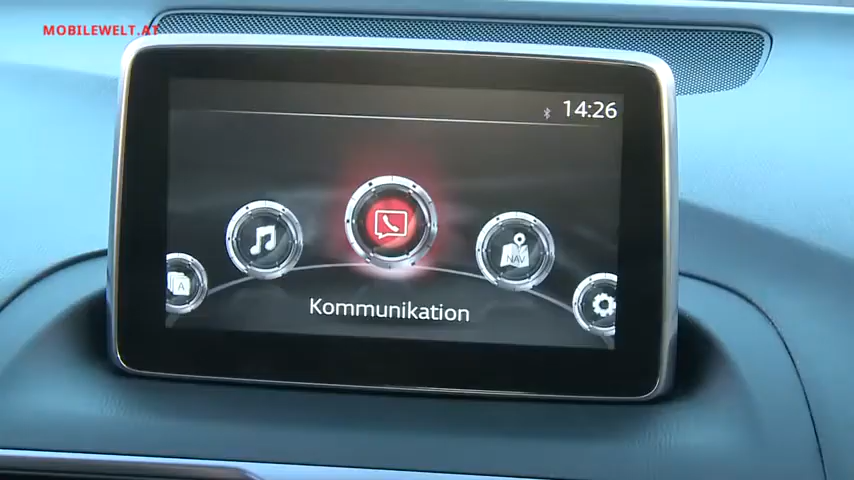 MOBILEWELT.AT
14:26
A
NAV
Kommunikation